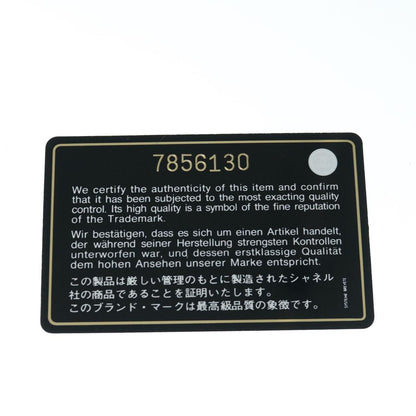 7856130
We certify the authenticity of this item and confirm
that it has been subjected to the most exacting quality
control. Its high quality is a symbol of the fine reputation
of the Trademark.
Wir bestätigen, dass es sich um einen Artikel handelt,
der während seiner Herstellung strengsten Kontrollen
unterworfen war, und dessen erstklassige Qualität
dem hohen Ansehen unserer Marke entspricht.
この製品は厳しい管理のもとに製造されたシャネル
社の商品であることを証明いたします。
このブランド・マークは最高級品質の象徴です。